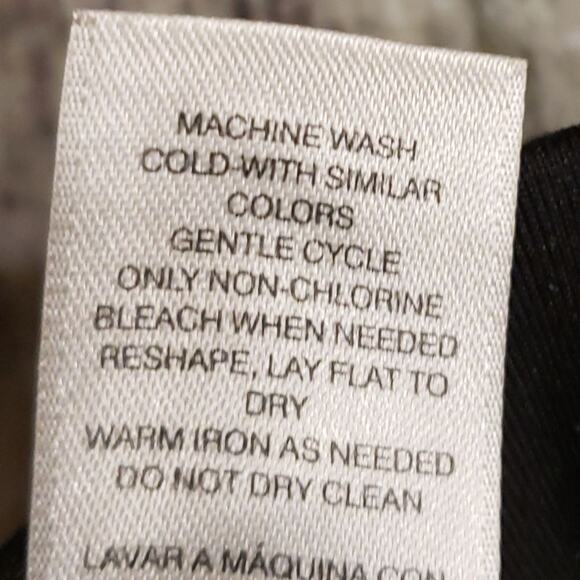 MACHINE WASH
COLD-WITH SIMILAR
COLORS
GENTLE CYCLE
ONLY NON-CHLORINE
BLEACH WHEN NEEDED
RESHAPE, LAY FLAT TO
DRY
WARM IRON AS NEEDED
DO NOT DRY CLEAN
LAVAR A MÁQUINA CON